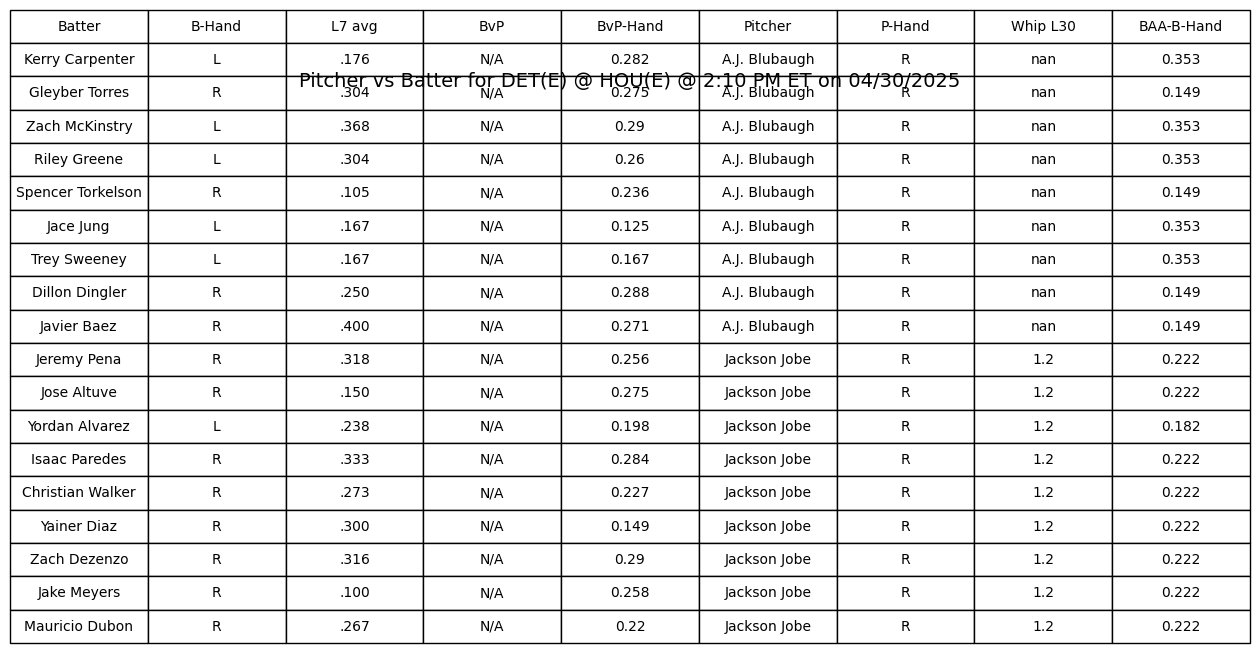 Batter B-Hand L7 avg BvP BvP-Hand Pitcher P-Hand Whip L30 BAA-B-Hand
Kerry Carpenter L .176 N/A 0.282 A.J. Blubaugh R nan 0.353
Pitcher vs Batter for DET(E) @ HOU(E) @ 2:10 PM ET on 04/30/2025
Gleyber Torres R .304 N/A 0.275 A.J. Blubaugh R nan 0.149
Zach McKinstry L .368 N/A 0.29 A.J. Blubaugh R nan 0.353
Riley Greene L .304 N/A 0.26 A.J. Blubaugh R nan 0.353
Spencer Torkelson R .105 N/A 0.236 A.J. Blubaugh R nan 0.149
Jace Jung L .167 N/A 0.125 A.J. Blubaugh R nan 0.353
Trey Sweeney L .167 N/A 0.167 A.J. Blubaugh R nan 0.353
Dillon Dingler R .250 N/A 0.288 A.J. Blubaugh R nan 0.149
Javier Baez R .400 N/A 0.271 A.J. Blubaugh R nan 0.149
Jeremy Pena R .318 N/A 0.256 Jackson Jobe R 1.2 0.222
Jose Altuve R .150 N/A 0.275 Jackson Jobe R 1.2 0.222
Yordan Alvarez L .238 N/A 0.198 Jackson Jobe R 1.2 0.182
Isaac Paredes R .333 N/A 0.284 Jackson Jobe R 1.2 0.222
Christian Walker R .273 N/A 0.227 Jackson Jobe R 1.2 0.222
Yainer Diaz R .300 N/A 0.149 Jackson Jobe R 1.2 0.222
Zach Dezenzo R .316 N/A 0.29 Jackson Jobe R 1.2 0.222
Jake Meyers R .100 N/A 0.258 Jackson Jobe R 1.2 0.222
Mauricio Dubon R .267 N/A 0.22 Jackson Jobe R 1.2 0.222